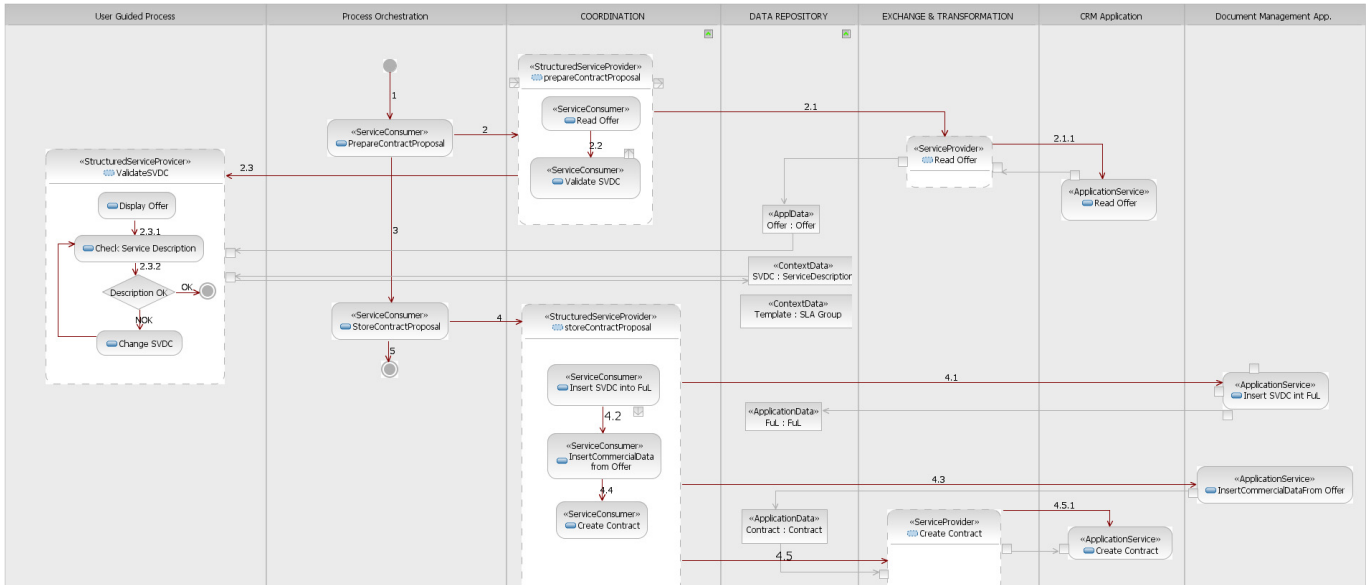 User Guided Process
Process Orchestration
COORDINATION
DATA REPOSITORY
EXCHANGE & TRANSFORMATION
CRM Application
Document Management App.
1
«ServiceConsumer»
PrepareContractProposal
2
3
«ServiceConsumer»
StoreContractProposal
4
5
«StructuredServiceProvicer»
ValidateSVDC
Display Offer
2.3.1
Check Service Description
2.3.2
Description OK
OK
NOK
Change SVDC
2.3
«StructuredServiceProvider»
prepareContractProposal
«ServiceConsumer»
Read Offer
2.2
«ServiceConsumer»
Validate SVDC
2.1
«ServiceProvider»
Read Offer
2.1.1
«ApplicationService»
Read Offer
«ApplData»
Offer : Offer
«ContextData»
SVDC : ServiceDescription
«ContextData»
Template : SLA Group
«StructuredServiceProvider»
storeContractProposal
«ServiceConsumer»
Insert SVDC into FuL
4.2
«ServiceConsumer»
InsertCommercialData
from Offer
4.4
«ServiceConsumer»
Create Contract
4.1
«ApplicationService»
Insert SVDC int FuL
«ApplicationData»
FuL : FuL
4.3
«ApplicationService»
InsertCommercialDataFrom Offer
«ApplicationData»
Contract : Contract
4.5
«ServiceProvider»
Create Contract
4.5.1
«ApplicationService»
Create Contract